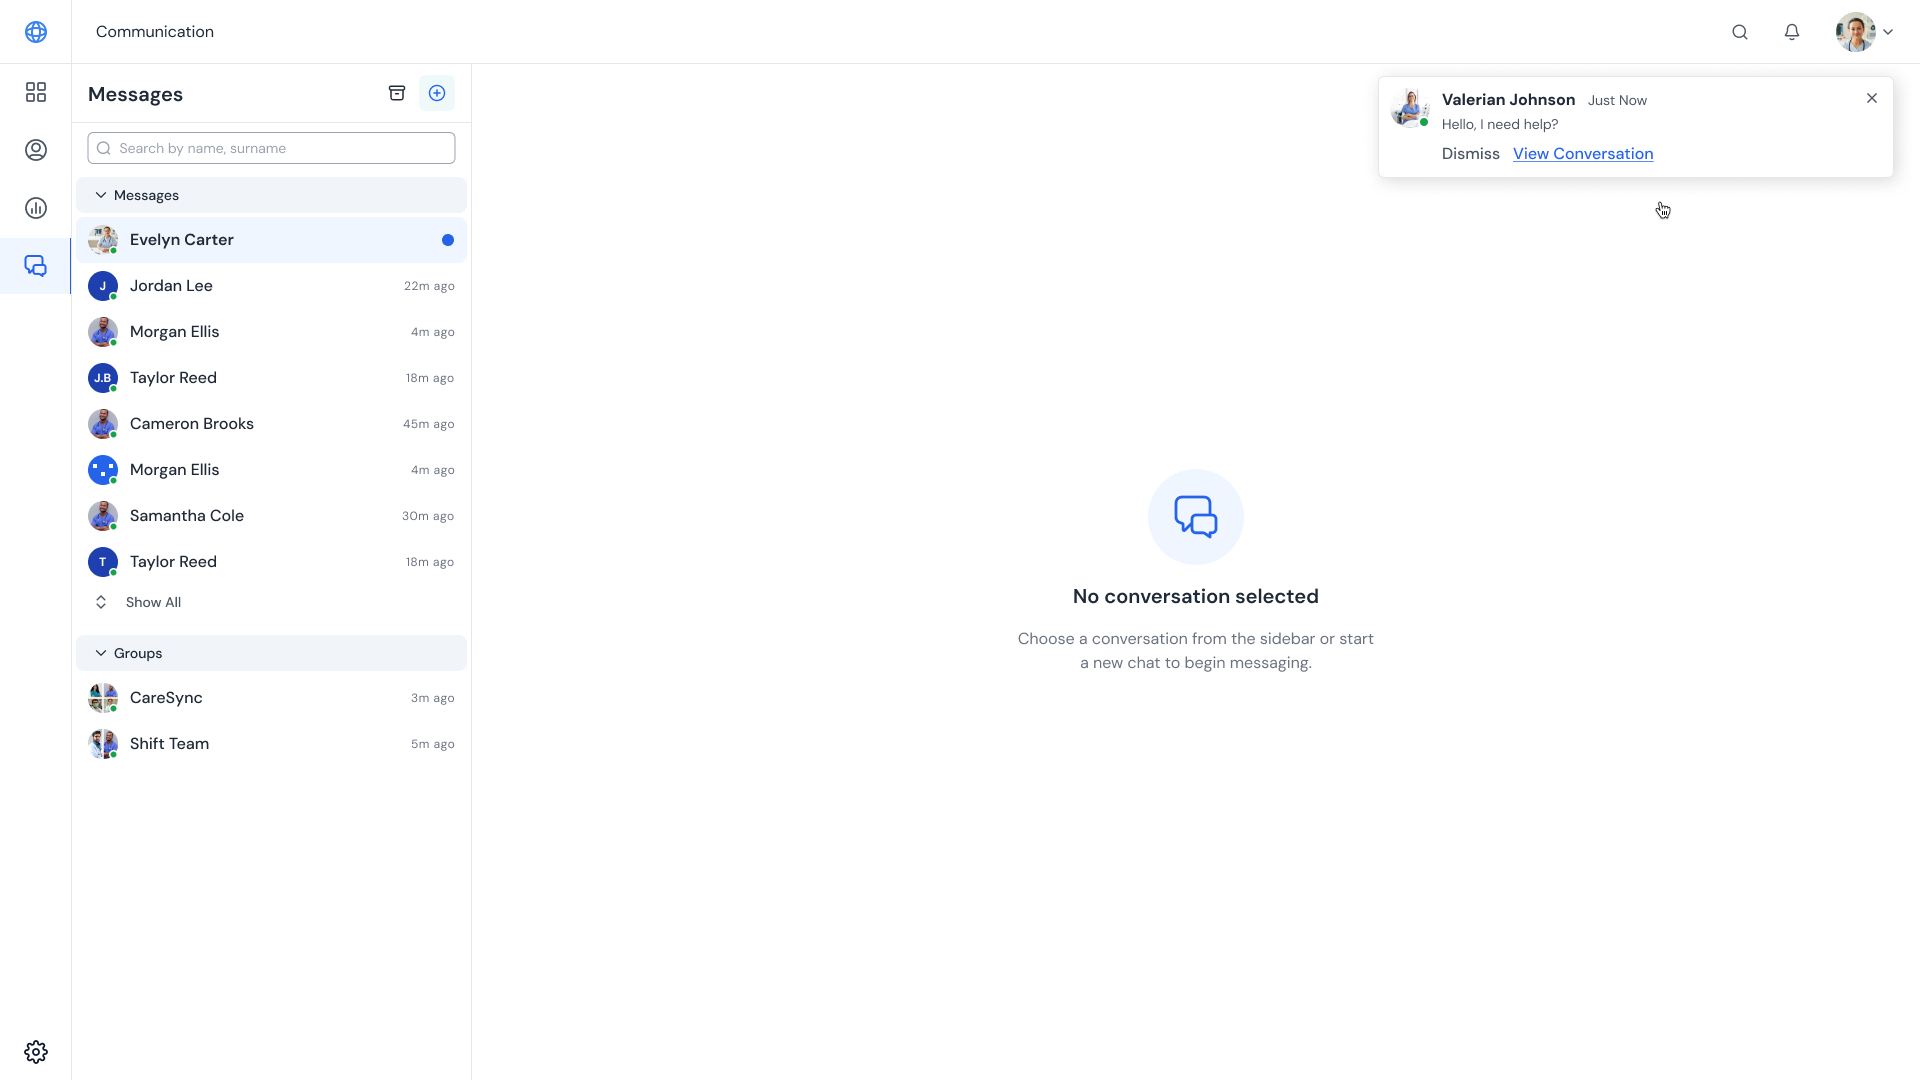 Communication
Messages
Search by name, surname
Messages
Evelyn Carter
J Jordan Lee 22m ago
Morgan Ellis 4m ago
J.B Taylor Reed 18m ago
Cameron Brooks 45m ago
Morgan Ellis 4m ago
Samantha Cole 30m ago
T Taylor Reed 18m ago
Show All
Groups
CareSync 3m ago
Shift Team 5m ago
Valerian Johnson Just Now
Hello, I need help?
Dismiss View Conversation
No conversation selected
Choose a conversation from the sidebar or start
a new chat to begin messaging.